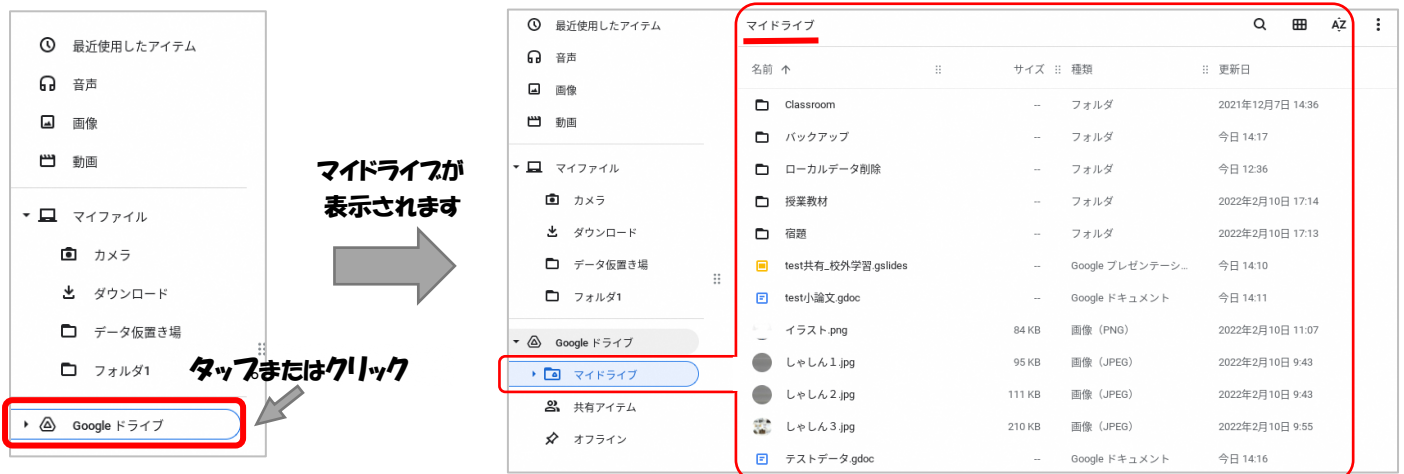 最近使用したアイテム
音声
画像
動画
マイファイル
カメラ
ダウンロード
データ仮置き場
フォルダ1
Google ドライブ
タップまたはクリック
マイドライブが
表示されます
最近使用したアイテム
音声
画像
動画
マイファイル
カメラ
ダウンロード
データ仮置き場
フォルダ1
Google ドライブ
マイドライブ
共有アイテム
オフライン
マイドライブ AZ
名前 サイズ 種類 更新日
Classroom -- フォルダ 2021年12月7日 14:36
バックアップ -- フォルダ 今日 14:17
ローカルデータ削除 -- フォルダ 今日 12:36
授業教材 -- フォルダ 2022年2月10日 17:14
宿題 -- フォルダ 2022年2月10日 17:13
test共有_校外学習.gslides -- Google プレゼンテーシ... 今日 14:10
test小論文.gdoc -- Google ドキュメント 今日 14:11
イラスト.png 84 KB 画像（PNG） 2022年2月10日 11:07
しゃしん１.jpg 95 KB 画像（JPEG） 2022年2月10日 9:43
しゃしん２.jpg 111 KB 画像（JPEG） 2022年2月10日 9:43
しゃしん３.jpg 210 KB 画像（JPEG） 2022年2月10日 9:55
テストデータ.gdoc -- Google ドキュメント 今日 14:16